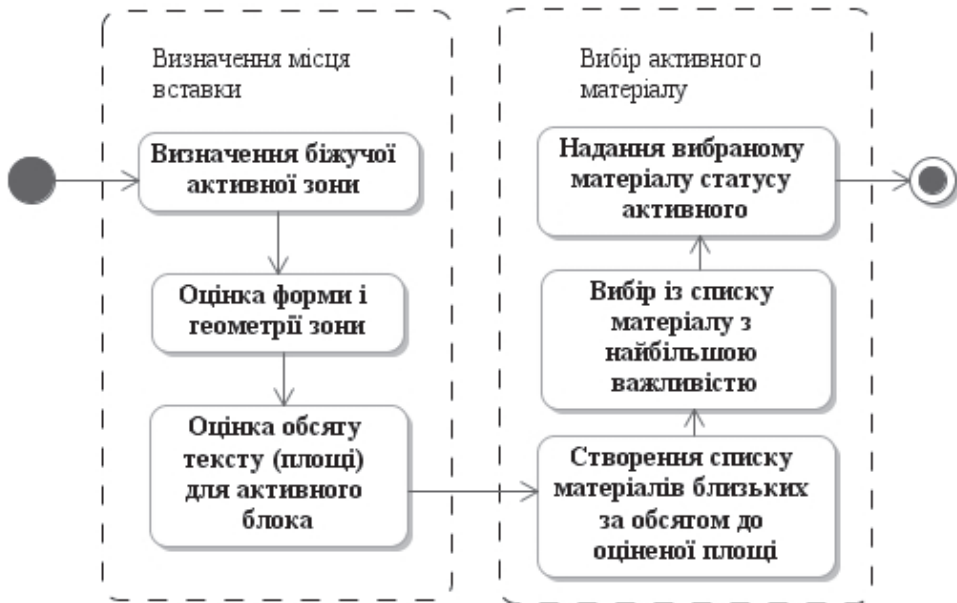 Визначення місця
вставки
Визначення біжучої
активної зони
Оцінка форми і
геометрії зони
Оцінка обсягу
тексту (площі)
для активного
блока
Вибір активного
матеріалу
Надання вибраному
матеріалу статусу
активного
Вибір із списку
матеріалу з
найбільшою
важливістю
Створення списку
матеріалів близьких
за обсягом до
оціненої площі